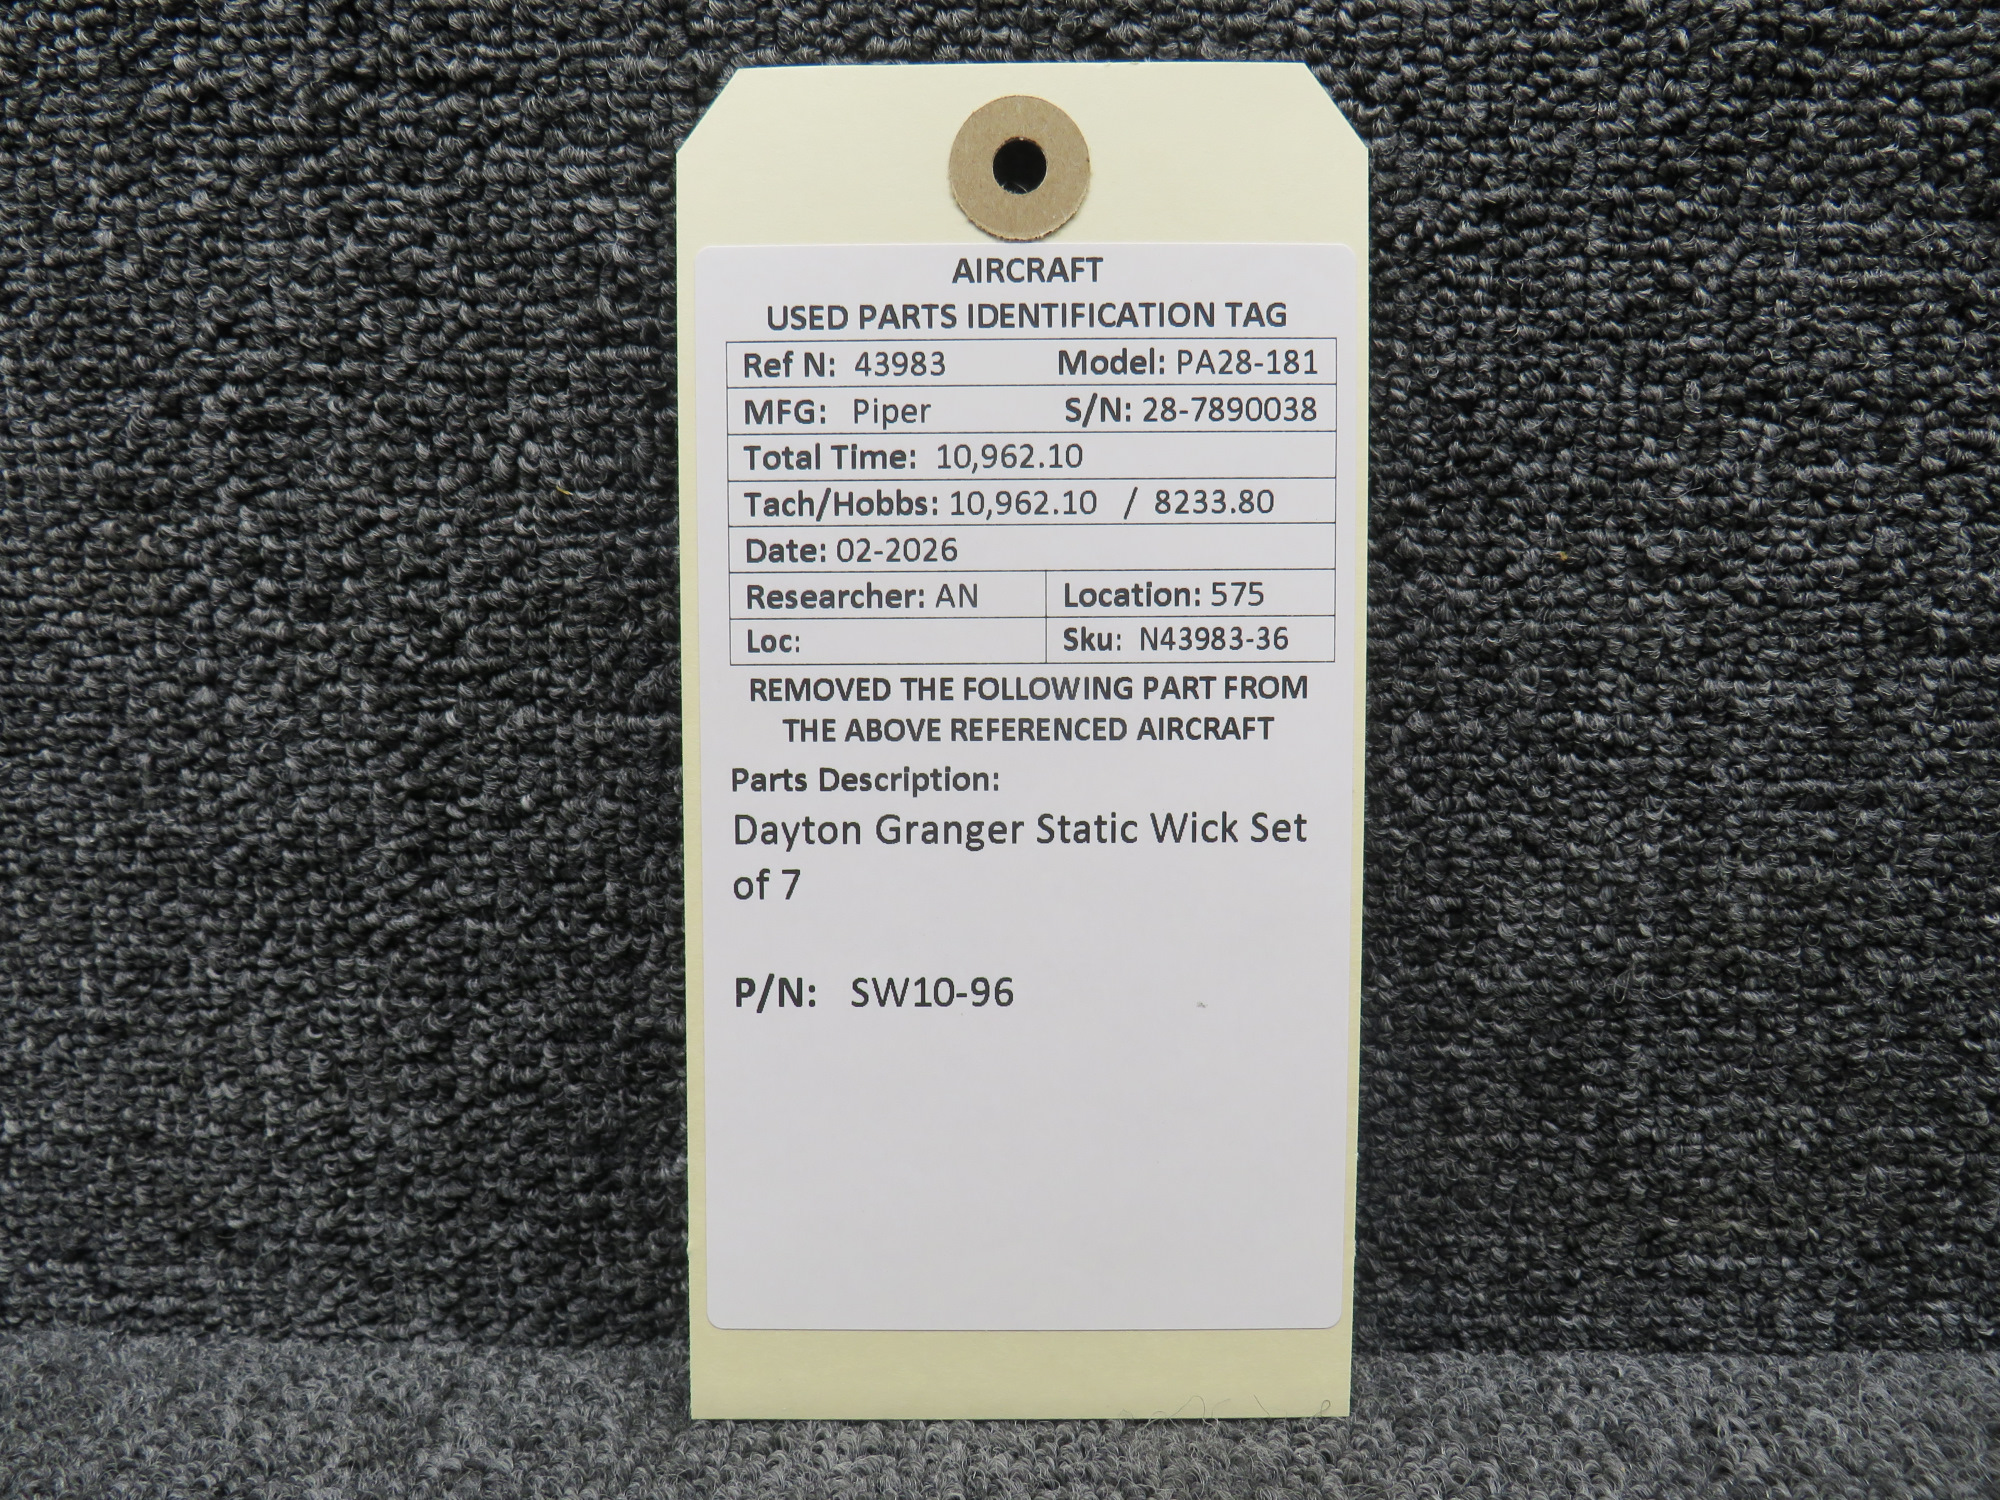 AIRCRAFT
USED PARTS IDENTIFICATION TAG
Ref N: 43983 Model: PA28-181
MFG: Piper S/N: 28-7890038
Total Time: 10,962.10
Tach/Hobbs: 10,962.10 / 8233.80
Date: 02-2026
Researcher: AN Location: 575
Loc: Sku: N43983-36
REMOVED THE FOLLOWING PART FROM
THE ABOVE REFERENCED AIRCRAFT
Parts Description:
Dayton Granger Static Wick Set
of 7
P/N: SW10-96